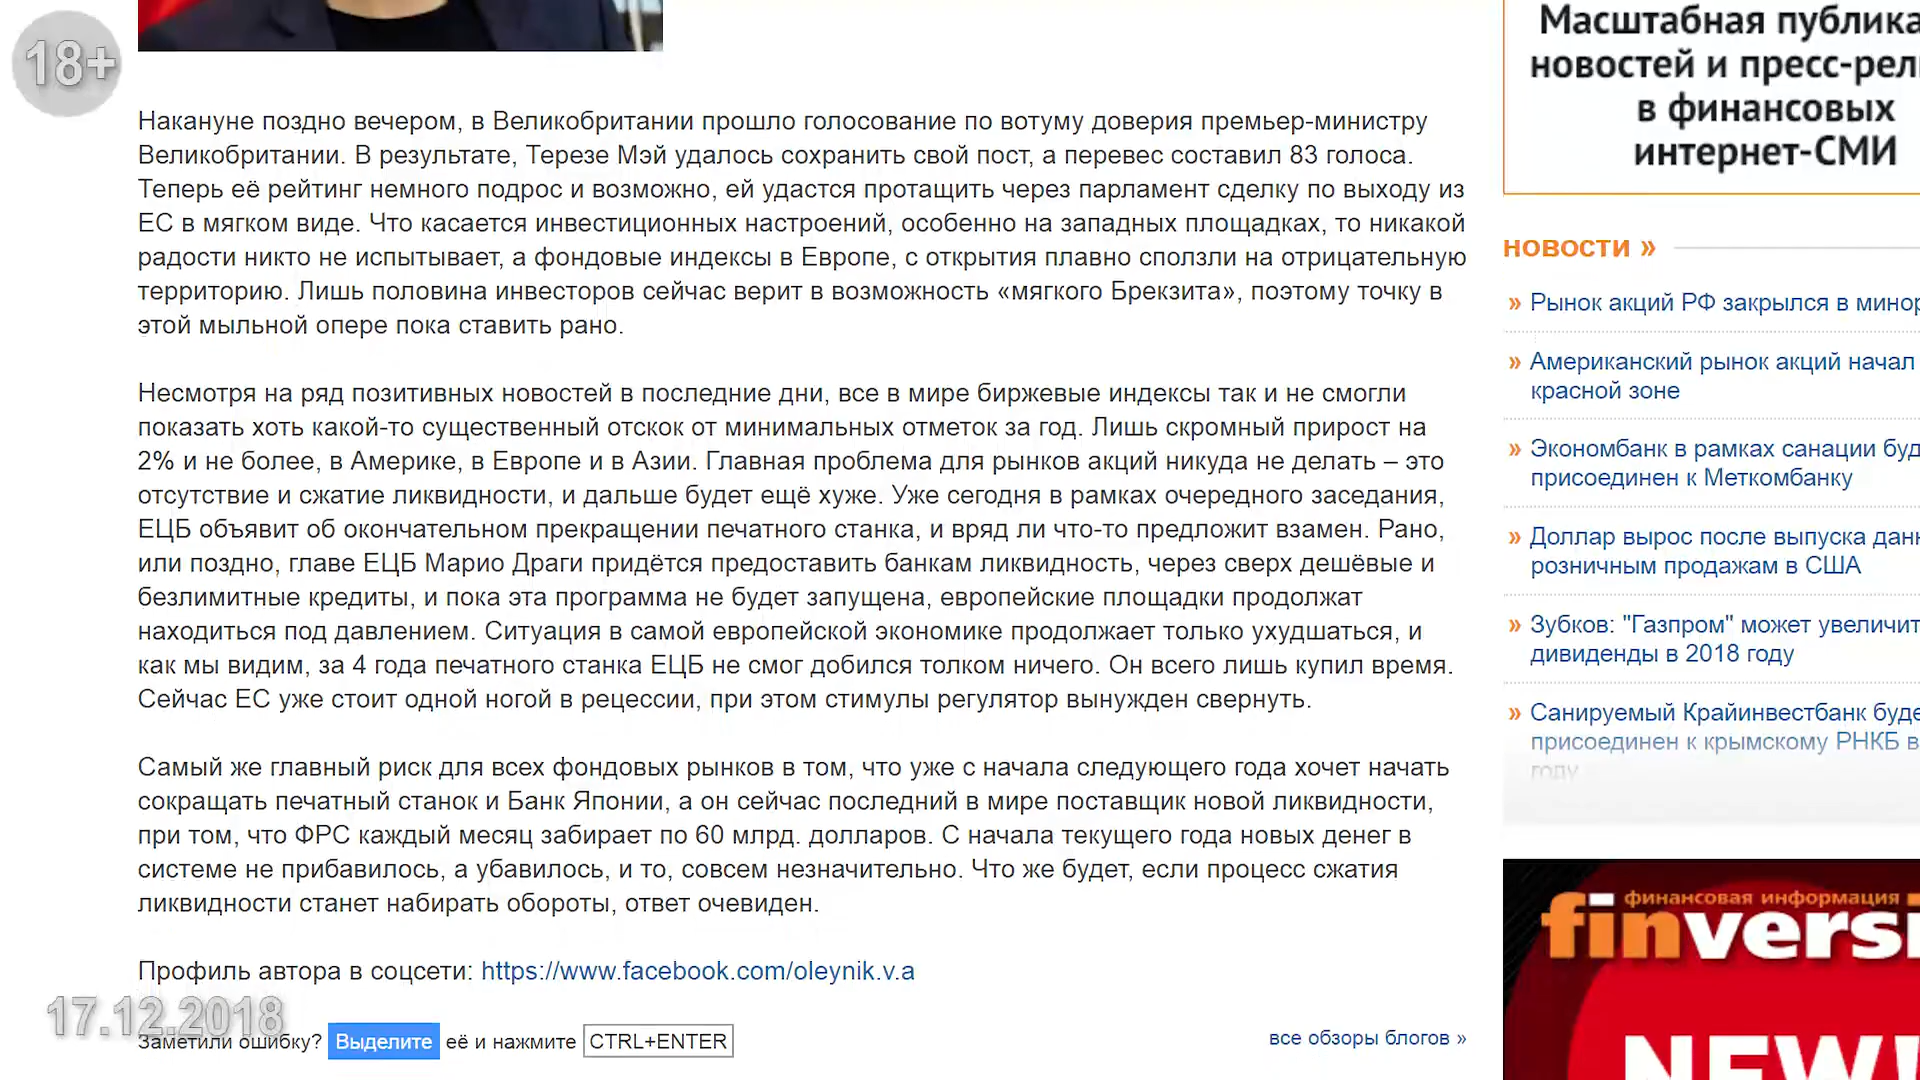 18+
Накануне поздно вечером, в Великобритании прошло голосование по вотуму доверия премьер-министру
Великобритании. В результате, Терезе Мэй удалось сохранить свой пост, а перевес составил 83 голоса.
Теперь её рейтинг немного подрос и возможно, ей удастся протащить через парламент сделку по выходу из
ЕС в мягком виде. Что касается инвестиционных настроений, особенно на западных площадках, то никакой
радости никто не испытывает, а фондовые индексы в Европе, с открытия плавно сползли на отрицательную
территорию. Лишь половина инвесторов сейчас верит в возможность «мягкого Брекзита», поэтому точку в
этой мыльной опере пока ставить рано.
Несмотря на ряд позитивных новостей в последние дни, все в мире биржевые индексы так и не смогли
показать хоть какой-то существенный отскок от минимальных отметок за год. Лишь скромный прирост на
2% и не более, в Америке, в Европе и в Азии. Главная проблема для рынков акций никуда не делать – это
отсутствие и сжатие ликвидности, и дальше будет ещё хуже. Уже сегодня в рамках очередного заседания,
ЕЦБ объявит об окончательном прекращении печатного станка, и вряд ли что-то предложит взамен. Рано,
или поздно, главе ЕЦБ Марио Драги придётся предоставить банкам ликвидность, через сверх дешёвые и
безлимитные кредиты, и пока эта программа не будет запущена, европейские площадки продолжат
находиться под давлением. Ситуация в самой европейской экономике продолжает только ухудшаться, и
как мы видим, за 4 года печатного станка ЕЦБ не смог добился толком ничего. Он всего лишь купил время.
Сейчас ЕС уже стоит одной ногой в рецессии, при этом стимулы регулятор вынужден свернуть.
Самый же главный риск для всех фондовых рынков в том, что уже с начала следующего года хочет начать
сокращать печатный станок и Банк Японии, а он сейчас последний в мире поставщик новой ликвидности,
при том, что ФРС каждый месяц забирает по 60 млрд. долларов. С начала текущего года новых денег в
системе не прибавилось, а убавилось, и то, совсем незначительно. Что же будет, если процесс сжатия
ликвидности станет набирать обороты, ответ очевиден.
Профиль автора в соцсети: https://www.facebook.com/oleynik.v.a
17.12.2018
Заметили ошибку? Выделите её и нажмите CTRL+ENTER
все обзоры блогов »
Масштабная публика
новостей и пресс-рел
в финансовых
интернет-СМИ
НОВОСТИ »
» Рынок акций РФ закрылся в минор
» Американский рынок акций начал
красной зоне
» Экономбанк в рамках санации буд
присоединен к Меткомбанку
» Доллар вырос после выпуска данн
розничным продажам в США
» Зубков: "Газпром" может увеличит
дивиденды в 2018 году
» Санируемый Крайинвестбанк буде
присоединен к крымскому РНКБ в
году
финансовая информация
finversi
NEW!